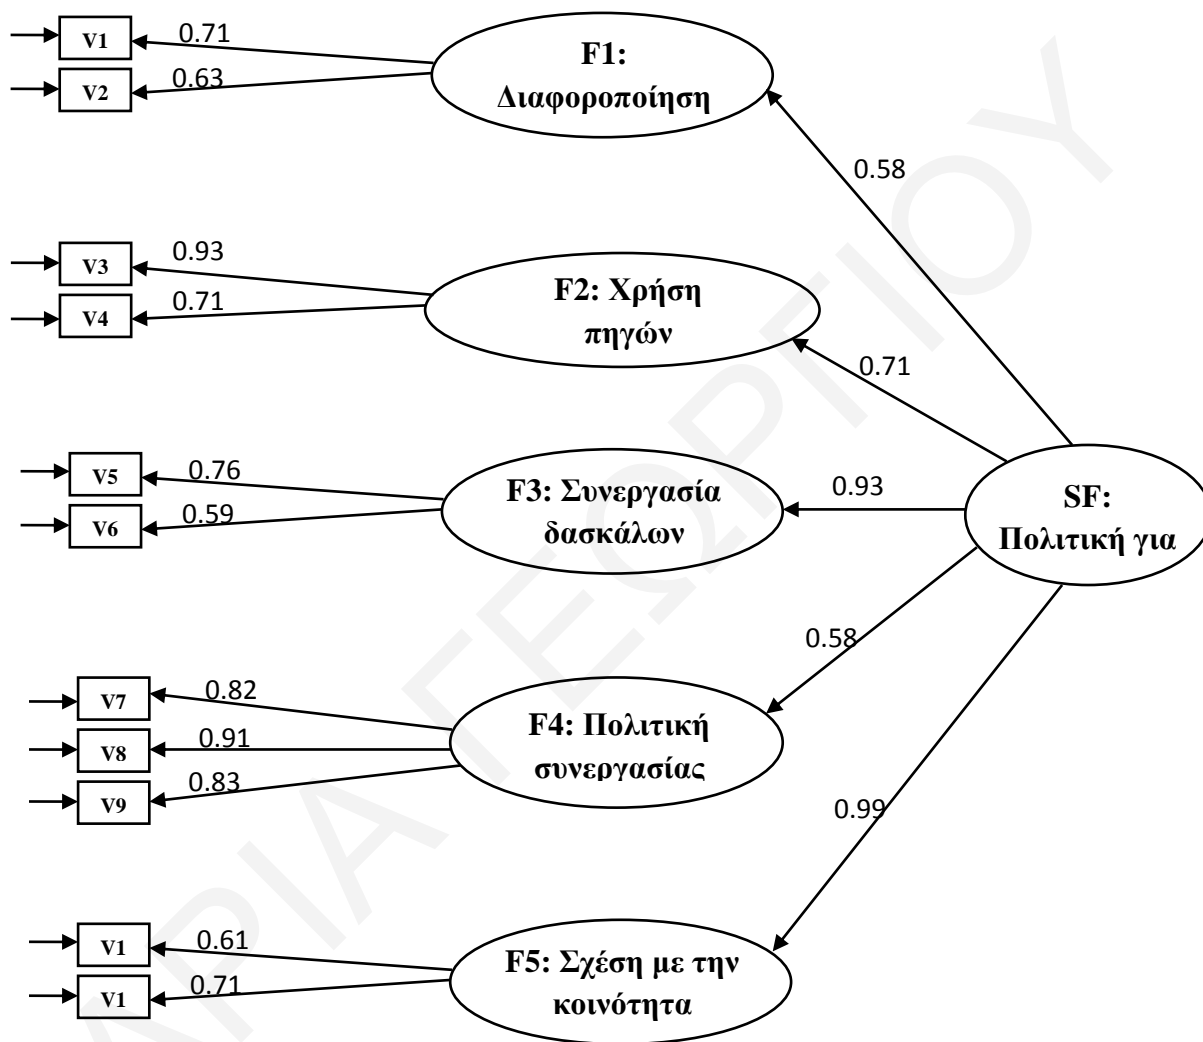 V1
0.71
V2
0.63
F1:
Διαφοροποίηση
0.58
V3
0.93
V4
0.71
F2: Χρήση
πηγών
0.71
V5
0.76
V6
0.59
F3: Συνεργασία
δασκάλων
0.93
SF:
Πολιτική για
V7
0.82
V8
0.91
V9
0.83
F4: Πολιτική
συνεργασίας
0.58
0.99
V1
0.61
V1
0.71
F5: Σχέση με την
κοινότητα
ΑΡΙΑ ΓΕΩΡΓΙΟΥ